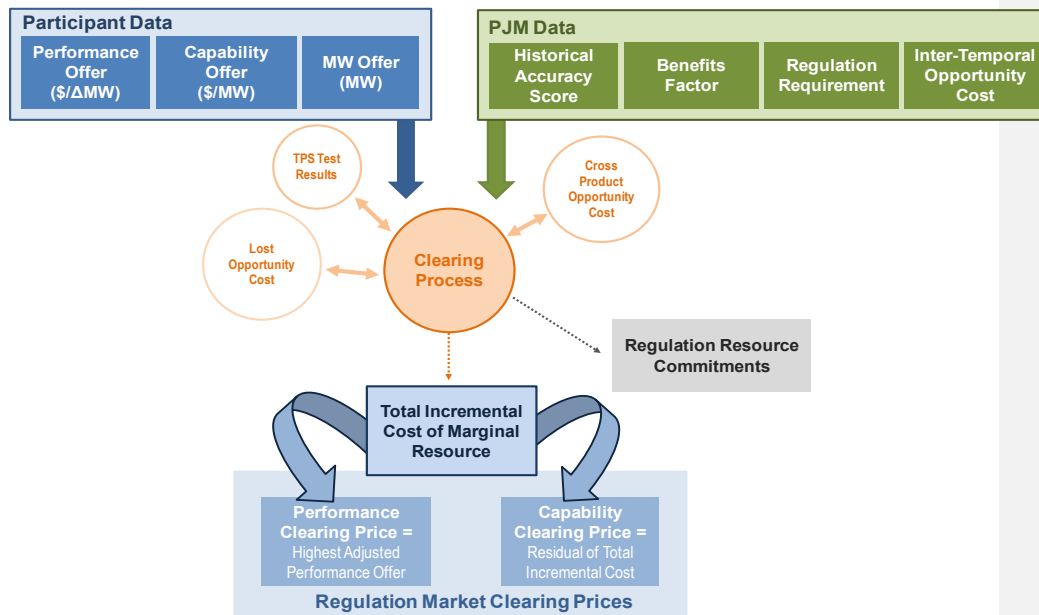 Participant Data
Performance
Offer
($/ΔMW)
Capability
Offer
($/MW)
MW Offer
(MW)
PJM Data
Historical
Accuracy
Score
Benefits
Factor
Regulation
Requirement
Inter-Temporal
Opportunity
Cost
TPS Test
Results
Cross
Product
Opportunity
Cost
Lost
Opportunity
Cost
Clearing
Process
Regulation Resource
Commitments
Total Incremental
Cost of Marginal
Resource
Performance
Clearing Price =
Highest Adjusted
Performance Offer
Capability
Clearing Price =
Residual of Total
Incremental Cost
Regulation Market Clearing Prices